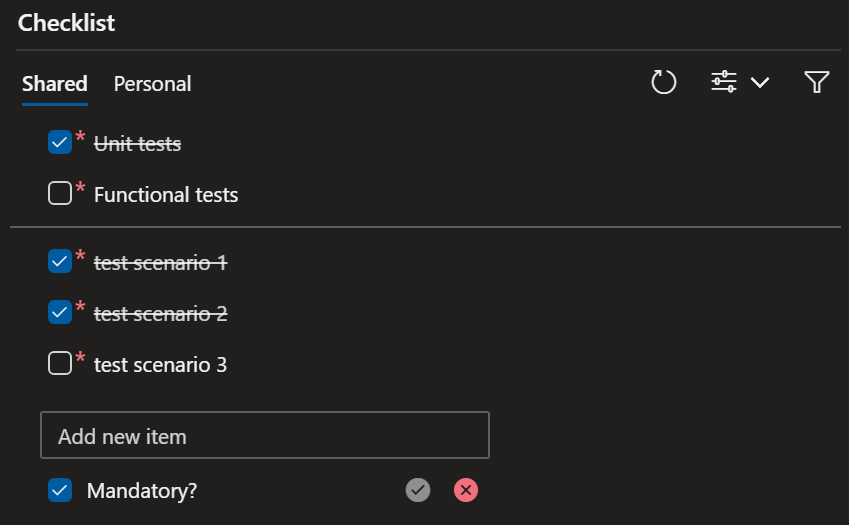 Checklist
Shared Personal
* Unit tests
* Functional tests
* test scenario 1
* test scenario 2
* test scenario 3
Add new item
Mandatory?